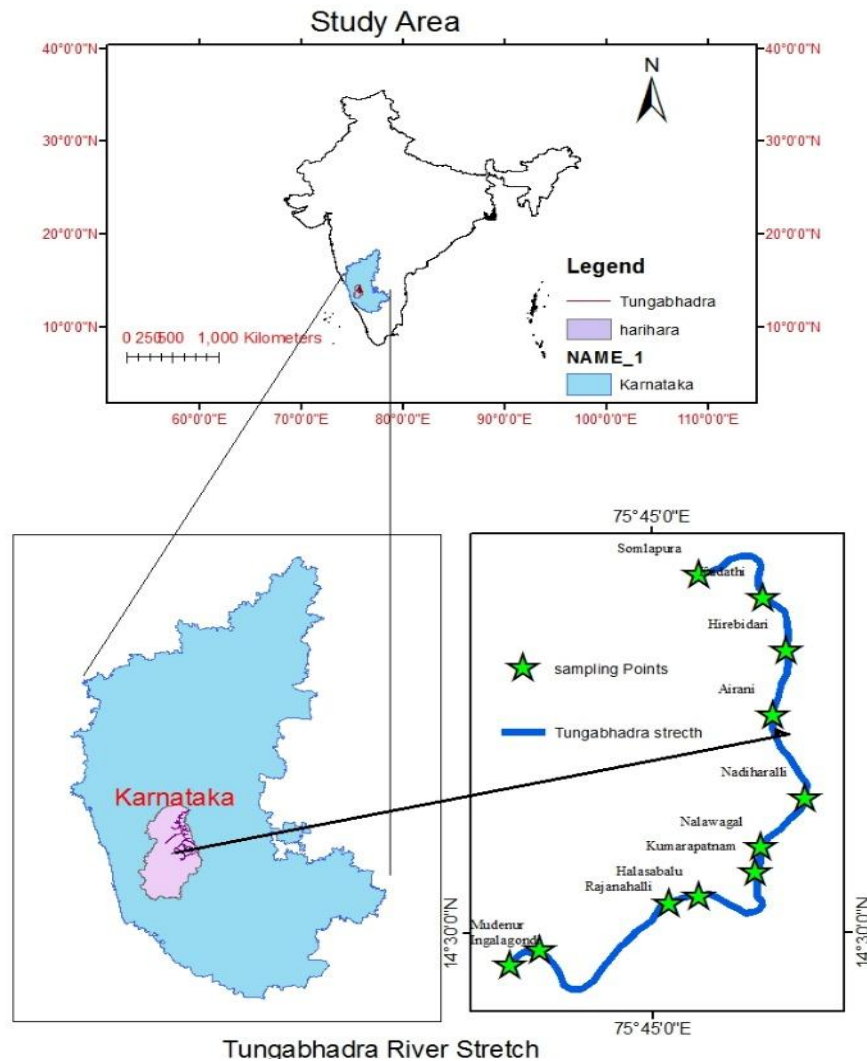 Study Area
40°0'0"N
40°0'0"N
N
30°0'0"N
30°0'0"N
20°0'0"N
20°0'0"N
Legend
Tungabhadra
harihara
NAME_1
Karnataka
10°0'0"N
10°0'0"N
0 250500 1,000 Kilometers
60°0'0"E 70°0'0"E 80°0'0"E 90°0'0"E 100°0'0"E 110°0'0"E
Karnataka
75°45'0"E
Somlapura
Hirebidari
sampling Points
Airani
Tungabhadra strecth
Nadiharalli
Nalawagal
Kumarapatnam
Halasabalu
Rajanahalli
Mudenur
Ingalagond
14°30'0"N
14°30'0"N
75°45'0"E
Tungabhadra River Stretch